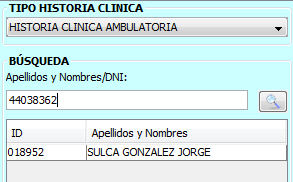 TIPO HISTORIA CLINICA
HISTORIA CLINICA AMBULATORIA
BÚSQUEDA
Apellidos y Nombres/DNI:
44038362
ID Apellidos y Nombres
018952 SULCA GONZALEZ JORGE